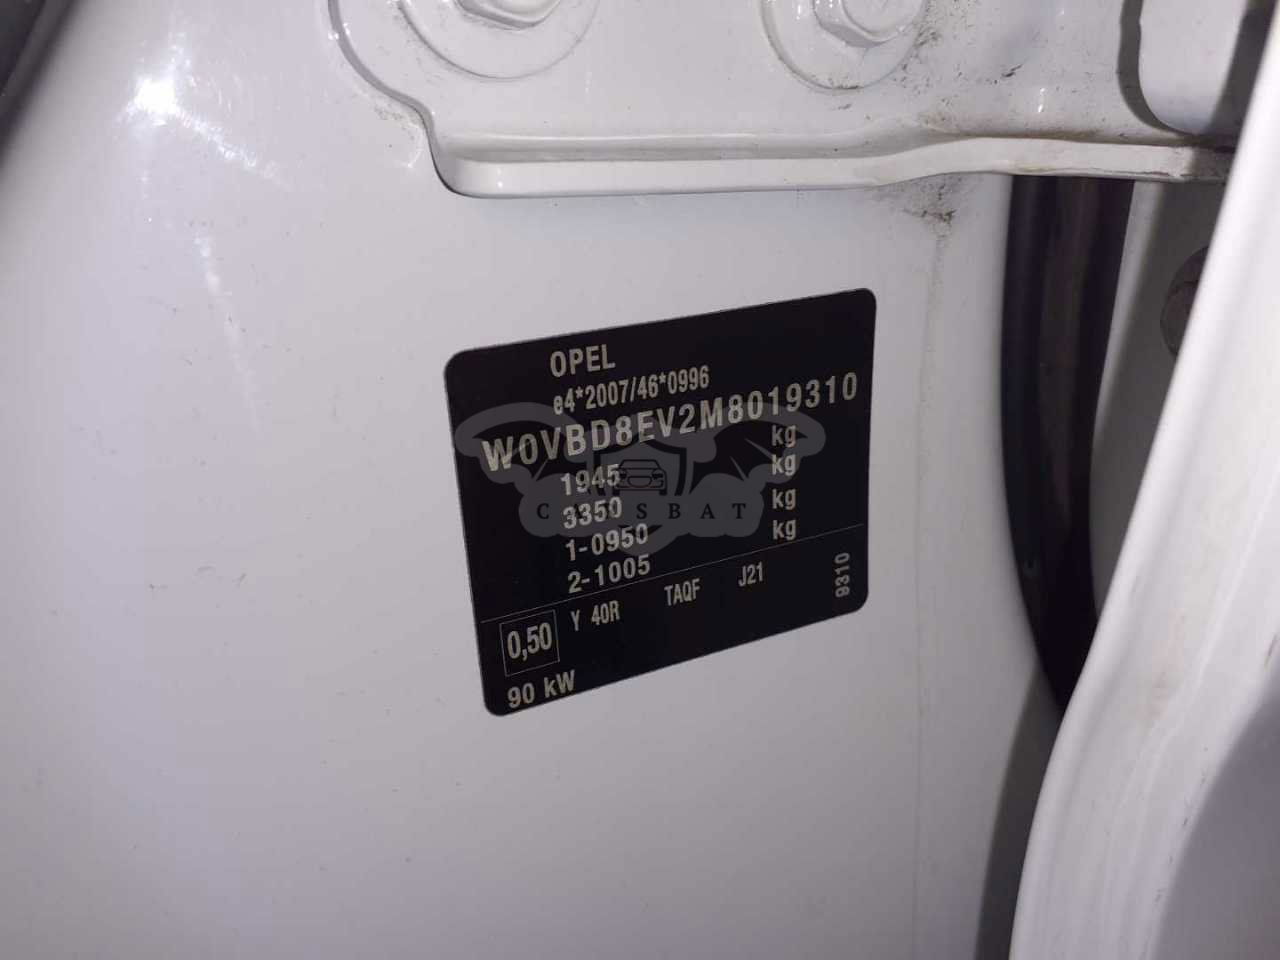 OPEL
e4*2007/46*0996
W0VBD8EV2M8019310
1945 kg
3350 kg
1-0950 kg
2-1005 kg
0,50 Y 40R TAQF J21 9310
90 kW
CARSBAT